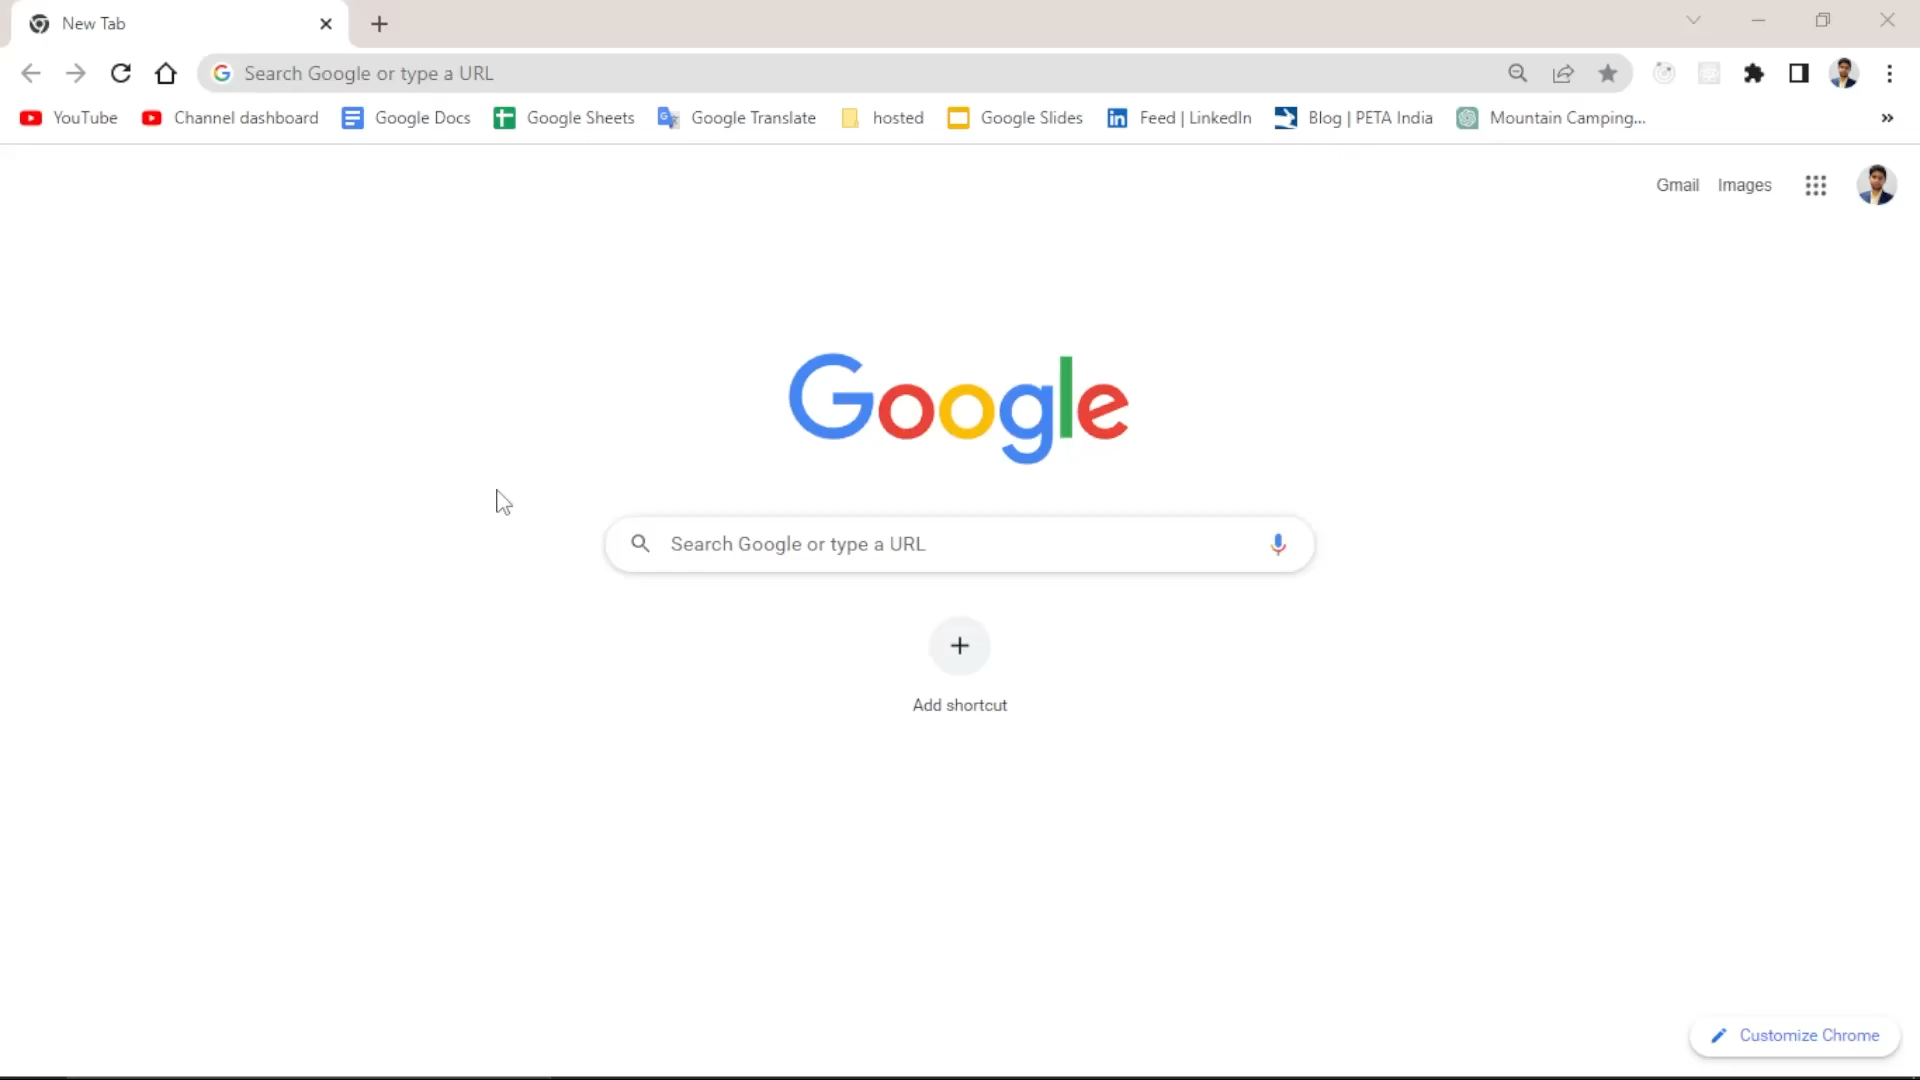 New Tab
Search Google or type a URL
YouTube Channel dashboard Google Docs Google Sheets Google Translate hosted Google Slides Feed | LinkedIn Blog | PETA India Mountain Camping...
Gmail Images
Google
Search Google or type a URL
Add shortcut
Customize Chrome